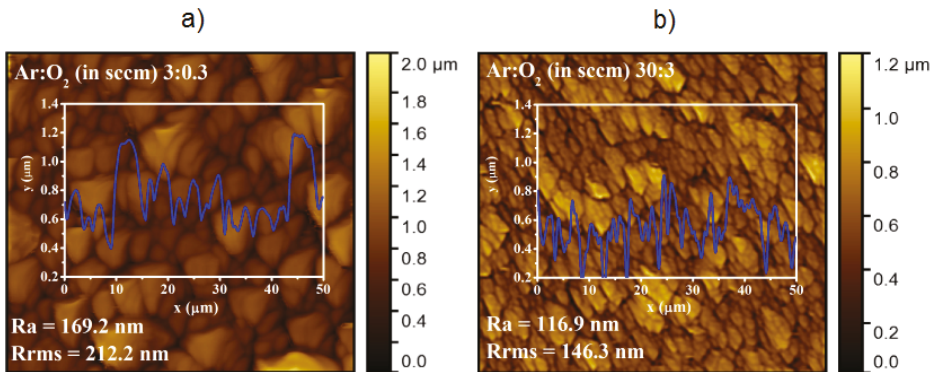 a)
Ar:O2 (in sccm) 3:0.3
1.4
1.2
1.0
0.8
0.6
0.4
0.2
y (µm)
0
10
20
30
40
50
x (µm)
Ra = 169.2 nm
Rrms = 212.2 nm
2.0 µm
1.8
1.6
1.4
1.2
1.0
0.8
0.6
0.4
0.0
b)
Ar:O2 (in sccm) 30:3
1.4
1.2
1.0
0.8
0.6
0.4
0.2
y (µm)
0
10
20
30
40
50
x (µm)
Ra = 116.9 nm
Rrms = 146.3 nm
1.2 µm
1.0
0.8
0.6
0.4
0.2
0.0